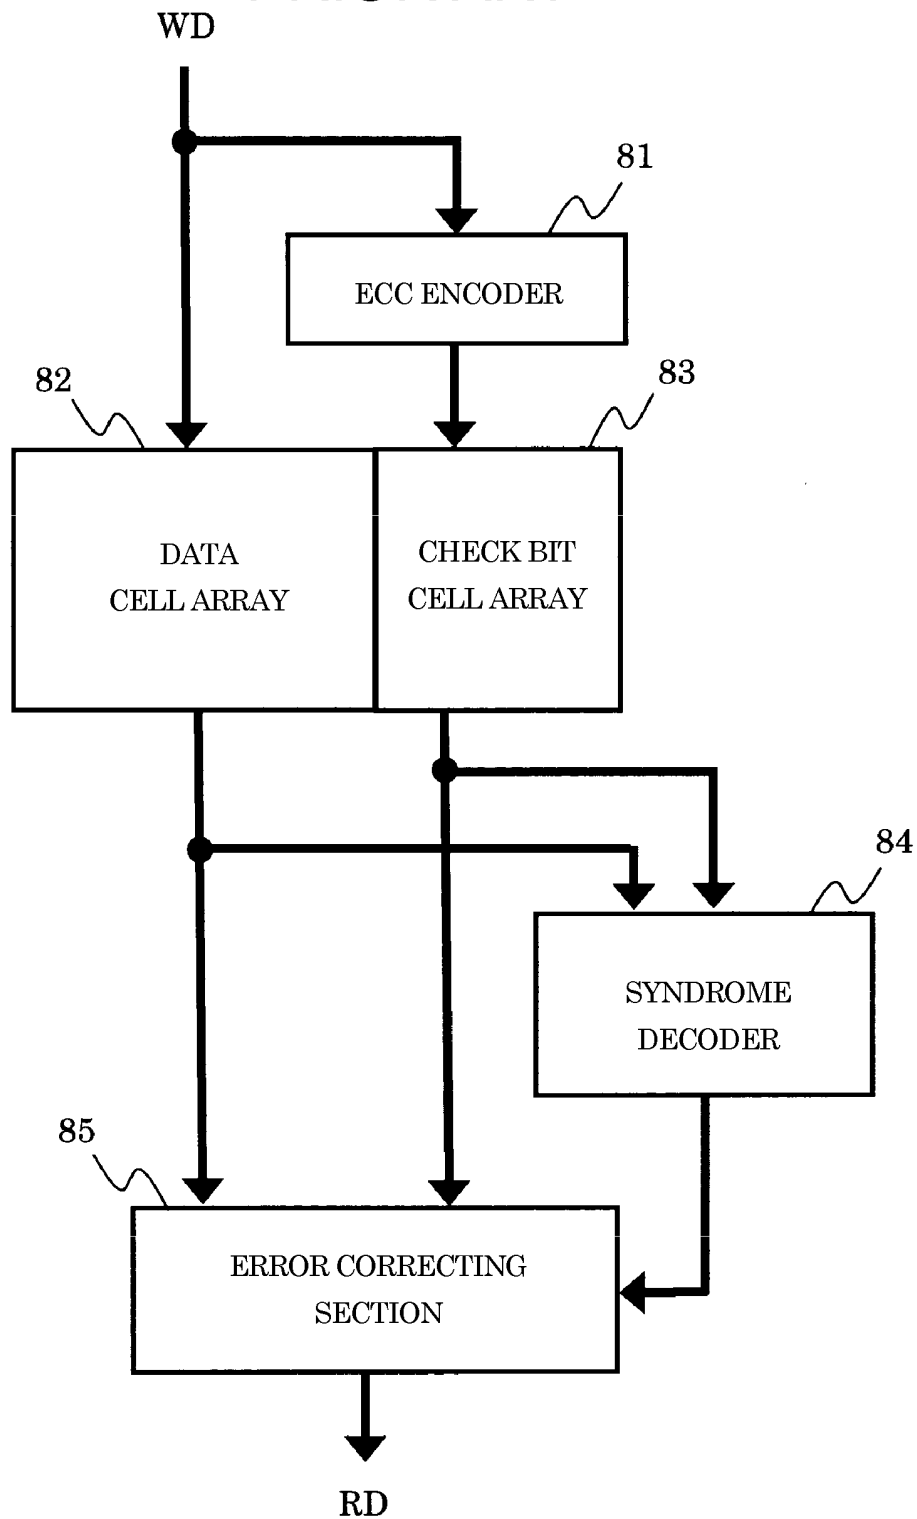 WD
81
ECC ENCODER
82
83
DATA
CELL ARRAY
CHECK BIT
CELL ARRAY
84
SYNDROME
DECODER
85
ERROR CORRECTING
SECTION
RD